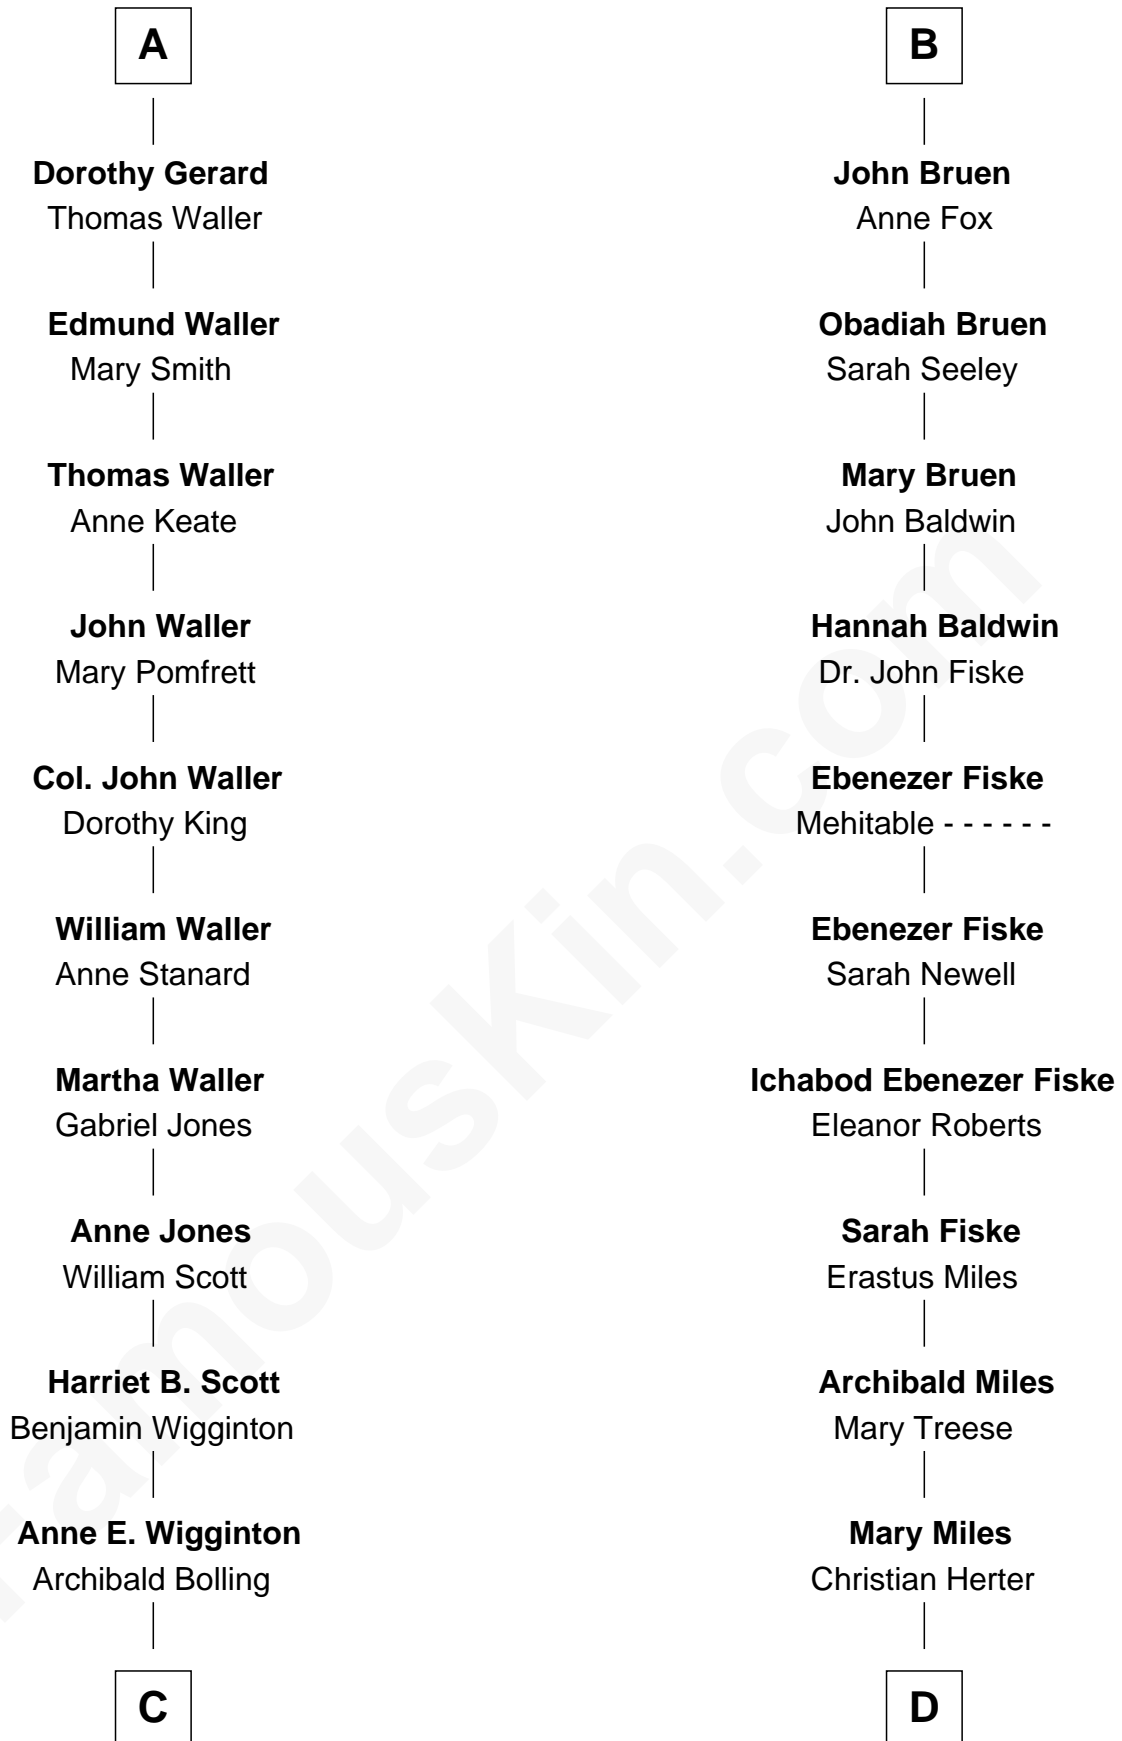 A
Dorothy Gerard
Thomas Waller
Edmund Waller
Mary Smith
Thomas Waller
Anne Keate
John Waller
Mary Pomfrett
Col. John Waller
Dorothy King
William Waller
Anne Stanard
Martha Waller
Gabriel Jones
Anne Jones
William Scott
Harriet B. Scott
Benjamin Wigginton
Anne E. Wigginton
Archibald Bolling
C
B
John Bruen
Anne Fox
Obadiah Bruen
Sarah Seeley
Mary Bruen
John Baldwin
Hannah Baldwin
Dr. John Fiske
Ebenezer Fiske
Mehitable - - - - - -
Ebenezer Fiske
Sarah Newell
Ichabod Ebenezer Fiske
Eleanor Roberts
Sarah Fiske
Erastus Miles
Archibald Miles
Mary Treese
Mary Miles
Christian Herter
D
FamousKin.com